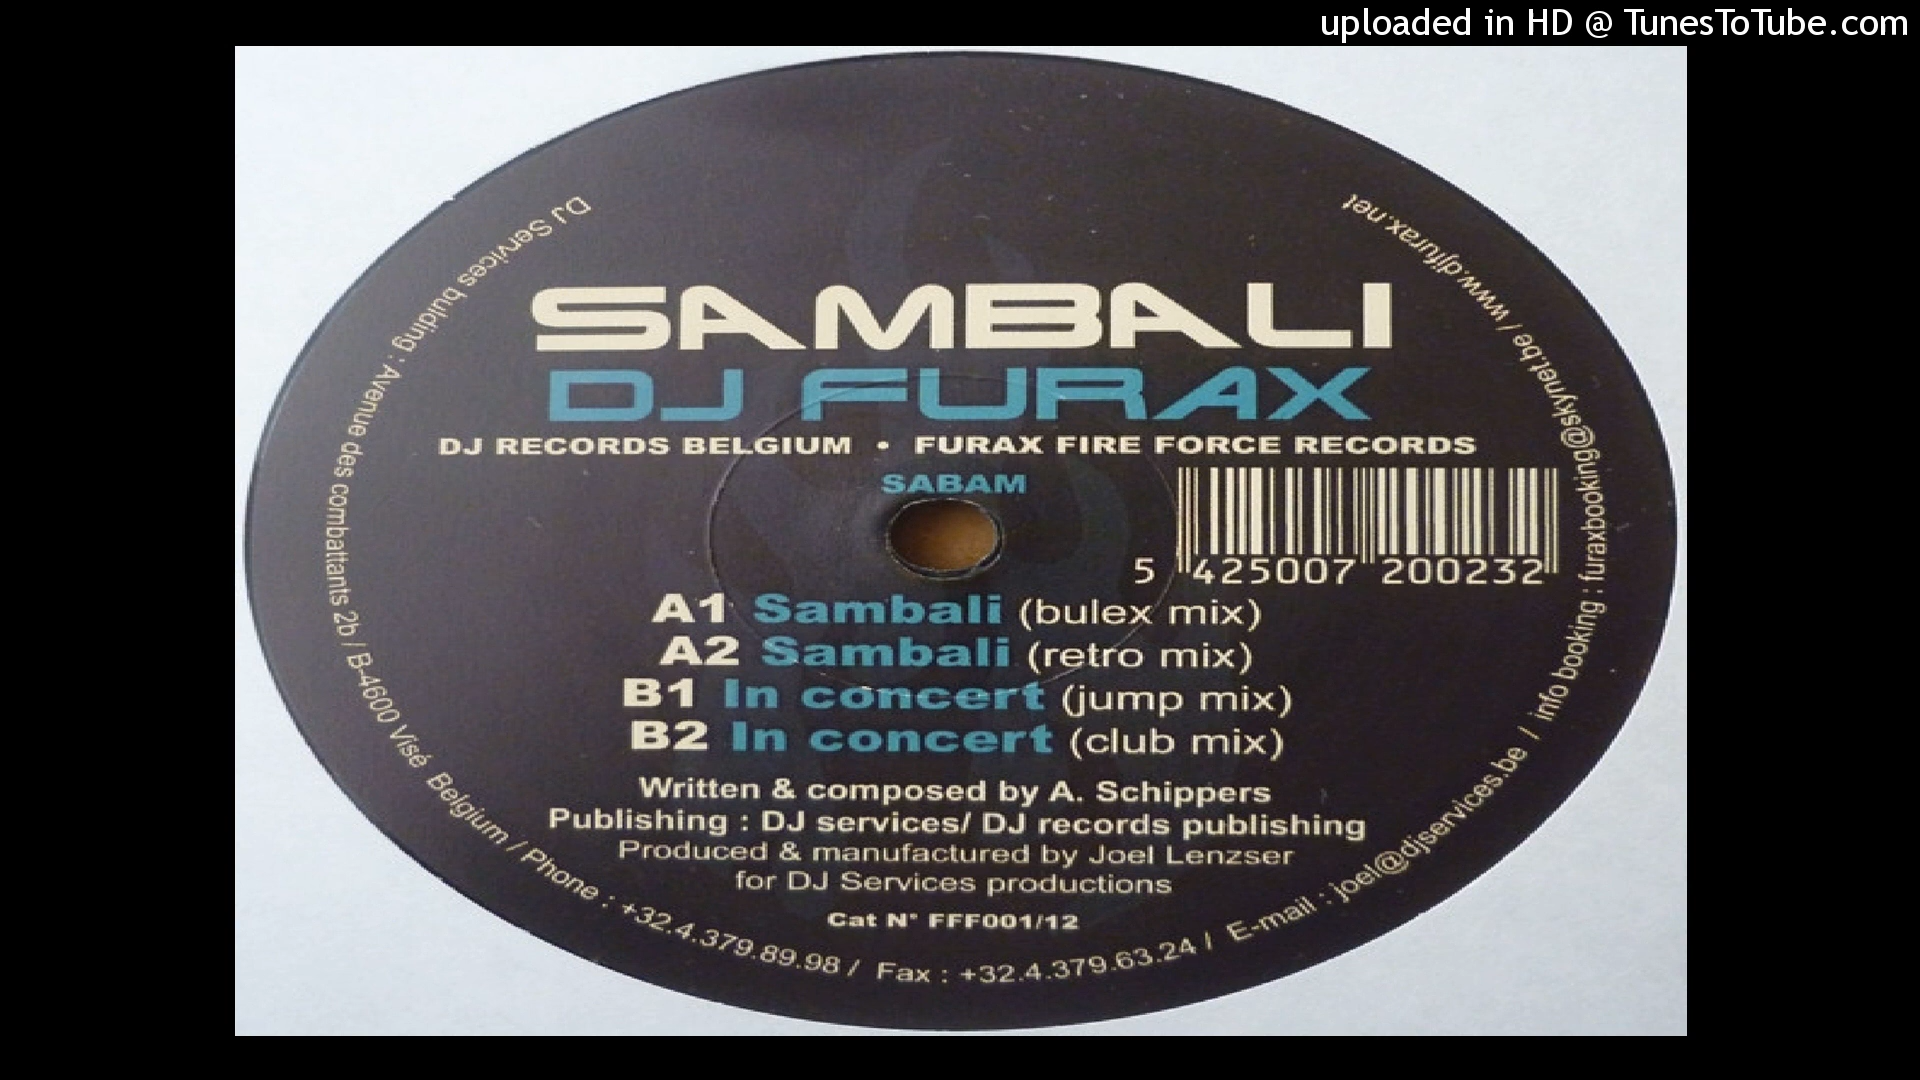 uploaded in HD @ TunesToTube.com
SAMBALI
DJ FURAX
DJ RECORDS BELGIUM • FURAX FIRE FORCE RECORDS
SABAM
5 425007 200232
A1 Sambali (bulex mix)
A2 Sambali (retro mix)
B1 In concert (jump mix)
B2 In concert (club mix)
Written & composed by A. Schippers
Publishing : DJ services/ DJ records publishing
Produced & manufactured by Joel Lenzser
for DJ Services productions
Cat N° FFF001/12
DJ Services bulding : Avenue des combattants 2b / B-4600 Visé Belgium / Phone : +32.4.379.89.98 / Fax : +32.4.379.63.24 / E-mail : joel@djservices.be / info booking : furaxbooking@skynet.be / www.djfurax.net